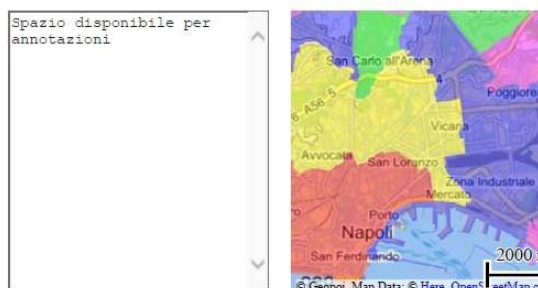 Spazio disponibile per
annotazioni
San Carlo all'Arena
Poggiore
A56
Vicaria
Avvocata
San Lorenzo
Zona Industriale
Mercato
Porto
Napoli
San Ferdinando
2000
© Geopoi, Map Data: © Here, OpenStreetMap c